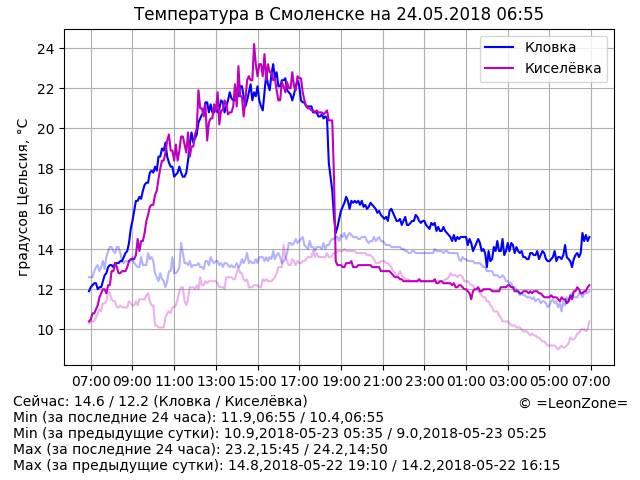 Температура в Смоленске на 24.05.2018 06:55
градусов Цельсия, °C
24
22
20
18
16
14
12
10
Кловка
Киселёвка
07:00 09:00 11:00 13:00 15:00 17:00 19:00 21:00 23:00 01:00 03:00 05:00 07:00
Сейчас: 14.6 / 12.2 (Кловка / Киселёвка)
© =LeonZone=
Min (за последние 24 часа): 11.9,06:55 / 10.4,06:55
Min (за предыдущие сутки): 10.9,2018-05-23 05:35 / 9.0,2018-05-23 05:25
Max (за последние 24 часа): 23.2,15:45 / 24.2,14:50
Max (за предыдущие сутки): 14.8,2018-05-22 19:10 / 14.2,2018-05-22 16:15